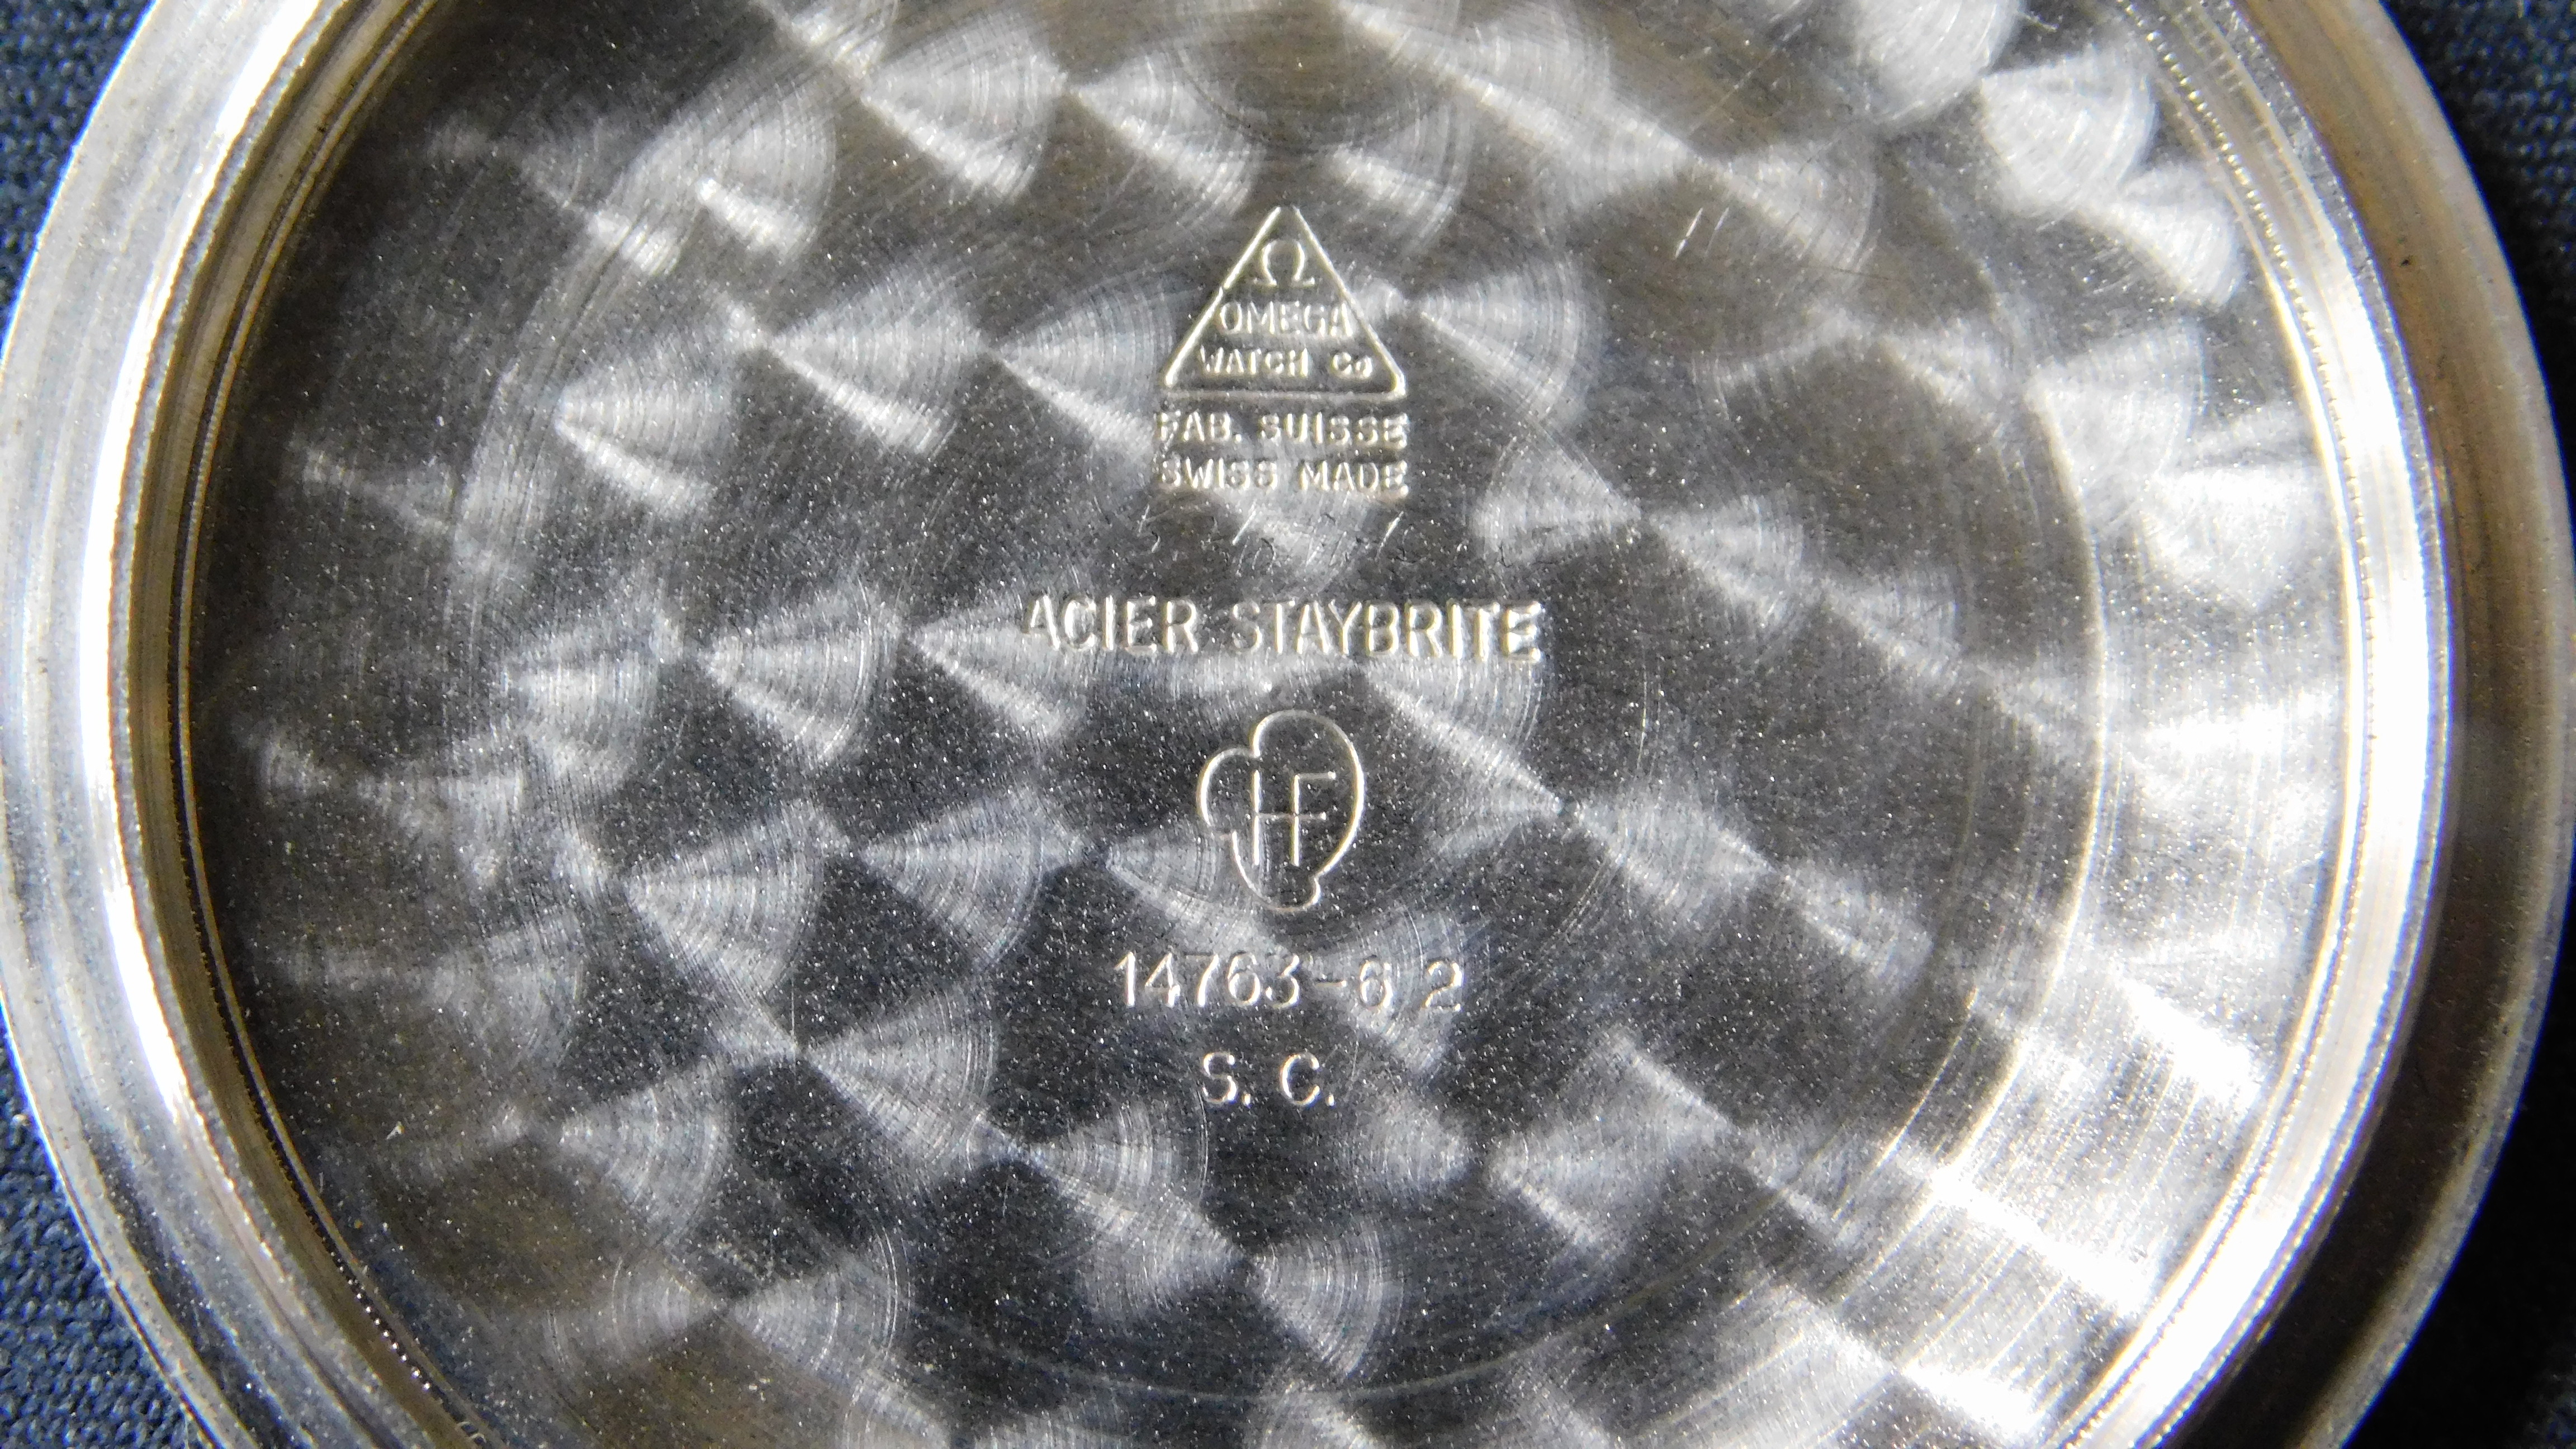 Ω
OMEGA
WATCH Co
FAB. SUISSE
SWISS MADE
ACIER STAYBRITE
HF
14763-62
S. C.